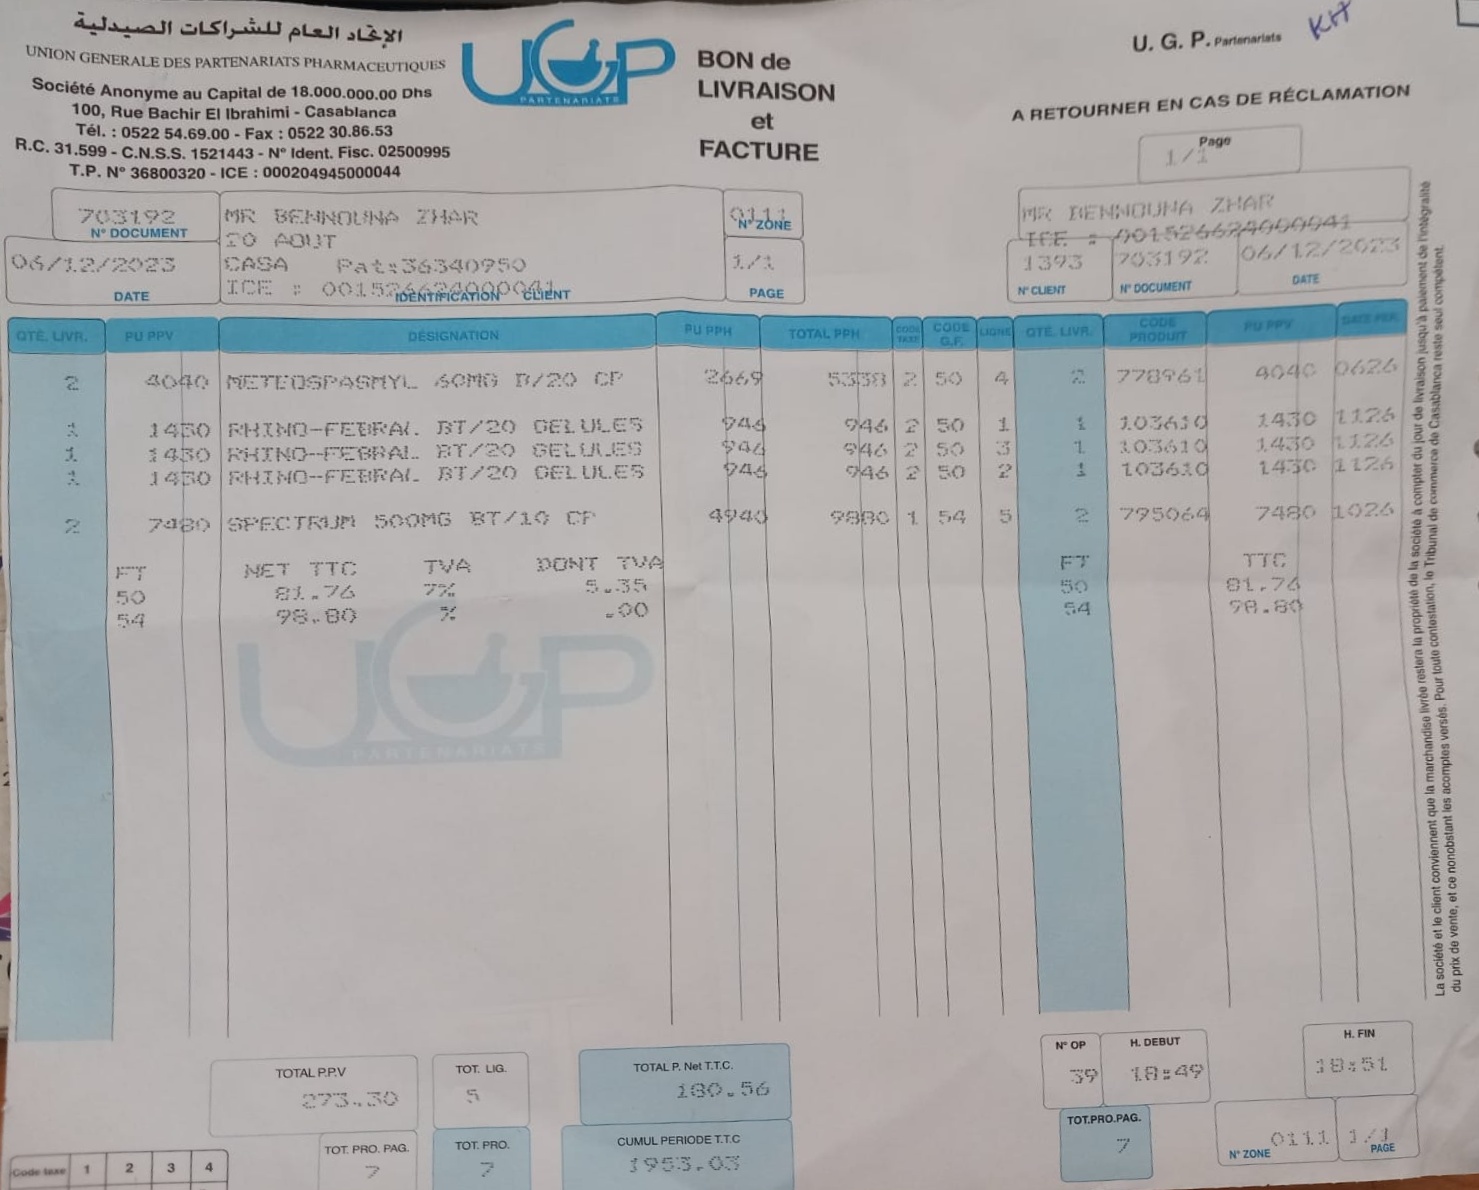 الإتحاد العام للشراكات الصيدلية
UNION GENERALE DES PARTENARIATS PHARMACEUTIQUES
Société Anonyme au Capital de 18.000.000.00 Dhs
100, Rue Bachir El Ibrahimi - Casablanca
Tél. : 0522 54.69.00 - Fax : 0522 30.86.53
R.C. 31.599 - C.N.S.S. 1521443 - N° Ident. Fisc. 02500995
T.P. N° 36800320 - ICE : 000204945000044
UGP
PARTENARIATS
BON de
LIVRAISON
et
FACTURE
U. G. P. Partenariats KH
A RETOURNER EN CAS DE RÉCLAMATION
Page
1/1
703192
N° DOCUMENT
06/12/2023
DATE
MR BENNOUNA ZHAR
20 AOUT
CASA Pat:36340950
ICE : 001526624000041
IDENTIFICATION CLIENT
0111
N° ZONE
1/1
PAGE
MR BENNOUNA ZHAR
ICE : 001526624000041
1393 703192 06/12/2023
N° CLIENT N° DOCUMENT DATE
QTÉ. LIVR. PU PPV DÉSIGNATION PU PPH TOTAL PPH CODE TAXE CODE G.F. LIGNE QTE. LIVR. CODE PRODUIT PU PPV DATE PER.
2 4040 METEOSPASMYL 60MG B/20 CP 2669 5338 2 50 4 2 778961 4040 0626
1 1430 RHINO-FEBRAL BT/20 GELULES 946 946 2 50 1 1 103610 1430 1126
1 1430 RHINO-FEBRAL BT/20 GELULES 946 946 2 50 3 1 103610 1430 1126
1 1430 RHINO-FEBRAL BT/20 GELULES 946 946 2 50 2 1 103610 1430 1126
2 7480 SPECTRUM 500MG BT/10 CP 4940 9880 1 54 5 2 795064 7480 1026
FT NET TTC TVA DONT TVA FT TTC
50 81.76 7% 5.35 50 81.76
54 98.80 % .00 54 98.80
UGP
PARTENARIATS
La société et le client conviennent que la marchandise livrée restera la propriété de la société à compter du jour de livraison jusqu'à paiement de l'intégralité
du prix de vente, et ce nonobstant les acomptes versés. Pour toute contestation, le Tribunal de commerce de Casablanca reste seul compétent.
TOTAL P.P.V
273.30
TOT. LIG.
5
TOTAL P. Net T.T.C.
180.56
N° OP
39
H. DEBUT
18:49
H. FIN
18:51
TOT. PRO. PAG.
7
TOT. PRO.
7
CUMUL PERIODE T.T.C
1953.03
TOT.PRO.PAG.
7
N° ZONE 0111
1/1 PAGE
Code taxe 1 2 3 4